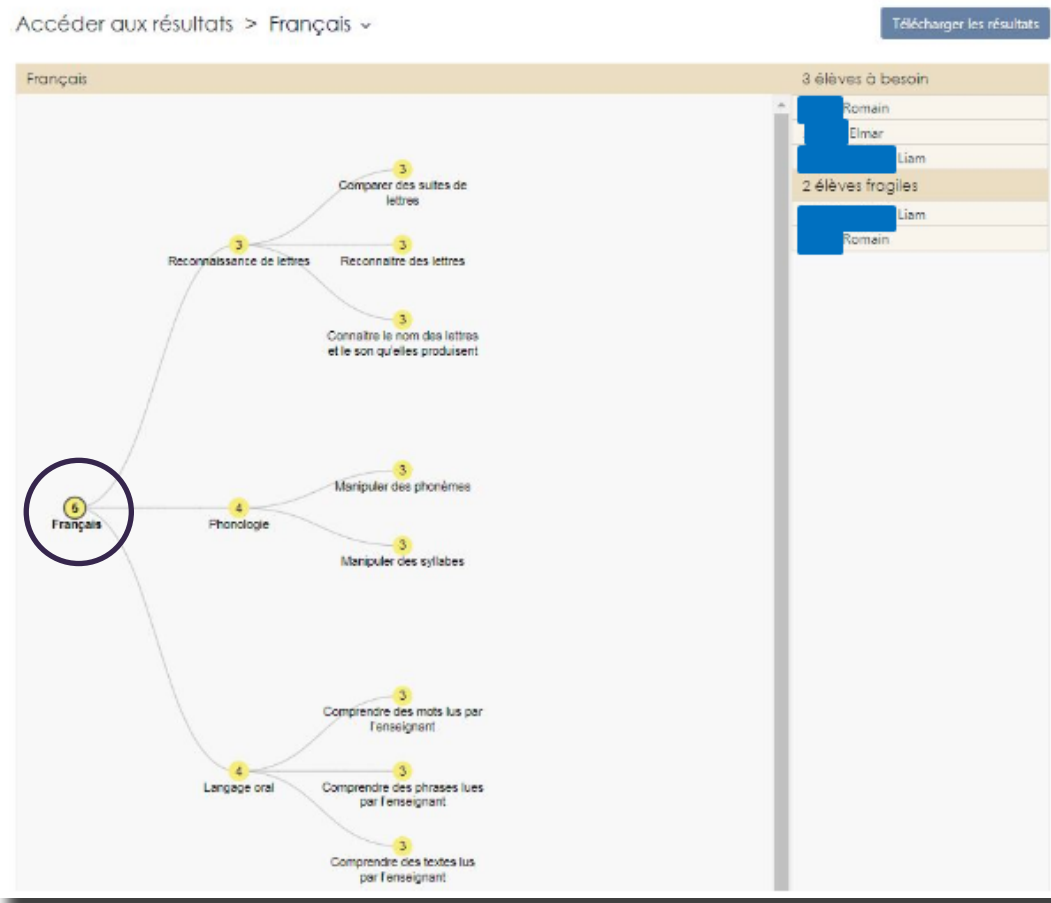 Accéder aux résultats > Français
Télécharger les résultats
Français
3 élèves à besoin
Romain
Elmar
Liam
2 élèves fragiles
Liam
Romain
3
Comparer des suites de
lettres
3
Reconnaissance de lettres
3
Reconnaitre des lettres
3
Connaitre le nom des lettres
et le son qu'elles produisent
6
Français
4
Phonologie
3
Manipuler des phonèmes
3
Manipuler des syllabes
4
Langage oral
3
Comprendre des mots lus par
l'enseignant
3
Comprendre des phrases lues
par l'enseignant
3
Comprendre des textes lus
par l'enseignant